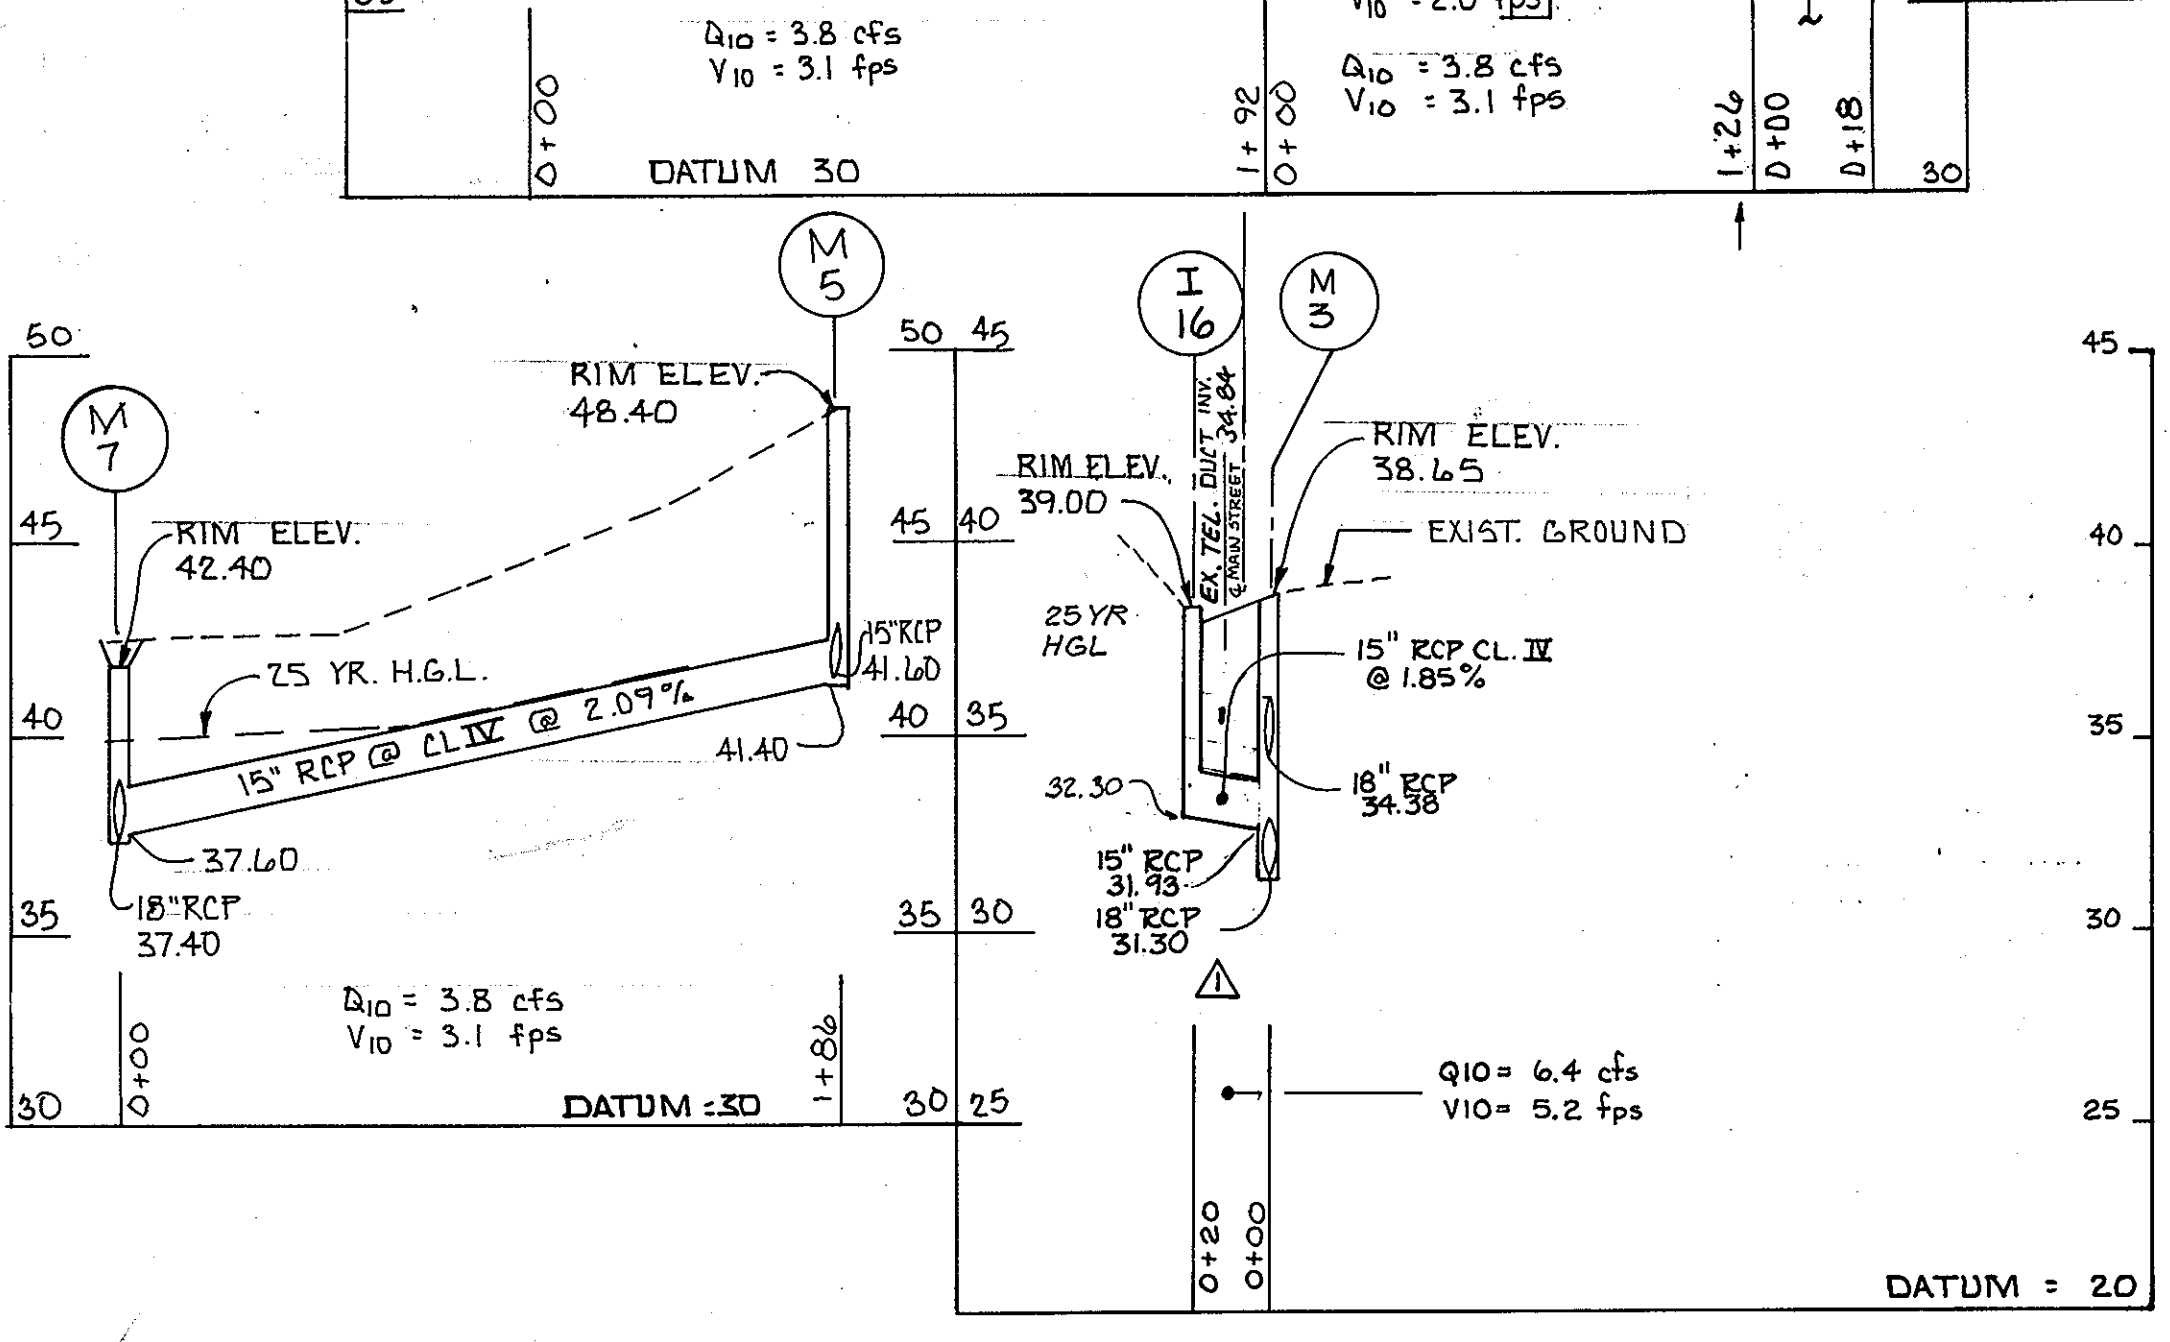 Q10 = 3.8 cfs
V10 = 3.1 fps
0+00
DATUM 30
1+92
0+00
Q10 = 3.8 cfs
V10 = 3.1 fps
1+26
0+00
0+18
30
M
7
M
5
50
45
40
35
30
RIM ELEV.
48.40
RIM ELEV.
42.40
25 YR. H.G.L.
15" RCP @ CL IV @ 2.09%
15" RCP
41.60
41.40
37.60
18" RCP
37.40
Q10 = 3.8 cfs
V10 = 3.1 fps
0+00
1+86
DATUM =30
50 45
45 40
40 35
35 30
30 25
I
16
M
3
RIM ELEV.
39.00
EX. TEL. DUCT INV.
34.84
℄ MAIN STREET
RIM ELEV.
38.65
EXIST. GROUND
25 YR
HGL
15" RCP CL. IV
@ 1.85%
32.30
18" RCP
34.38
15" RCP
31.93
18" RCP
31.30
1
Q10= 6.4 cfs
V10= 5.2 fps
0+20
0+00
45
40
35
30
25
DATUM = 20